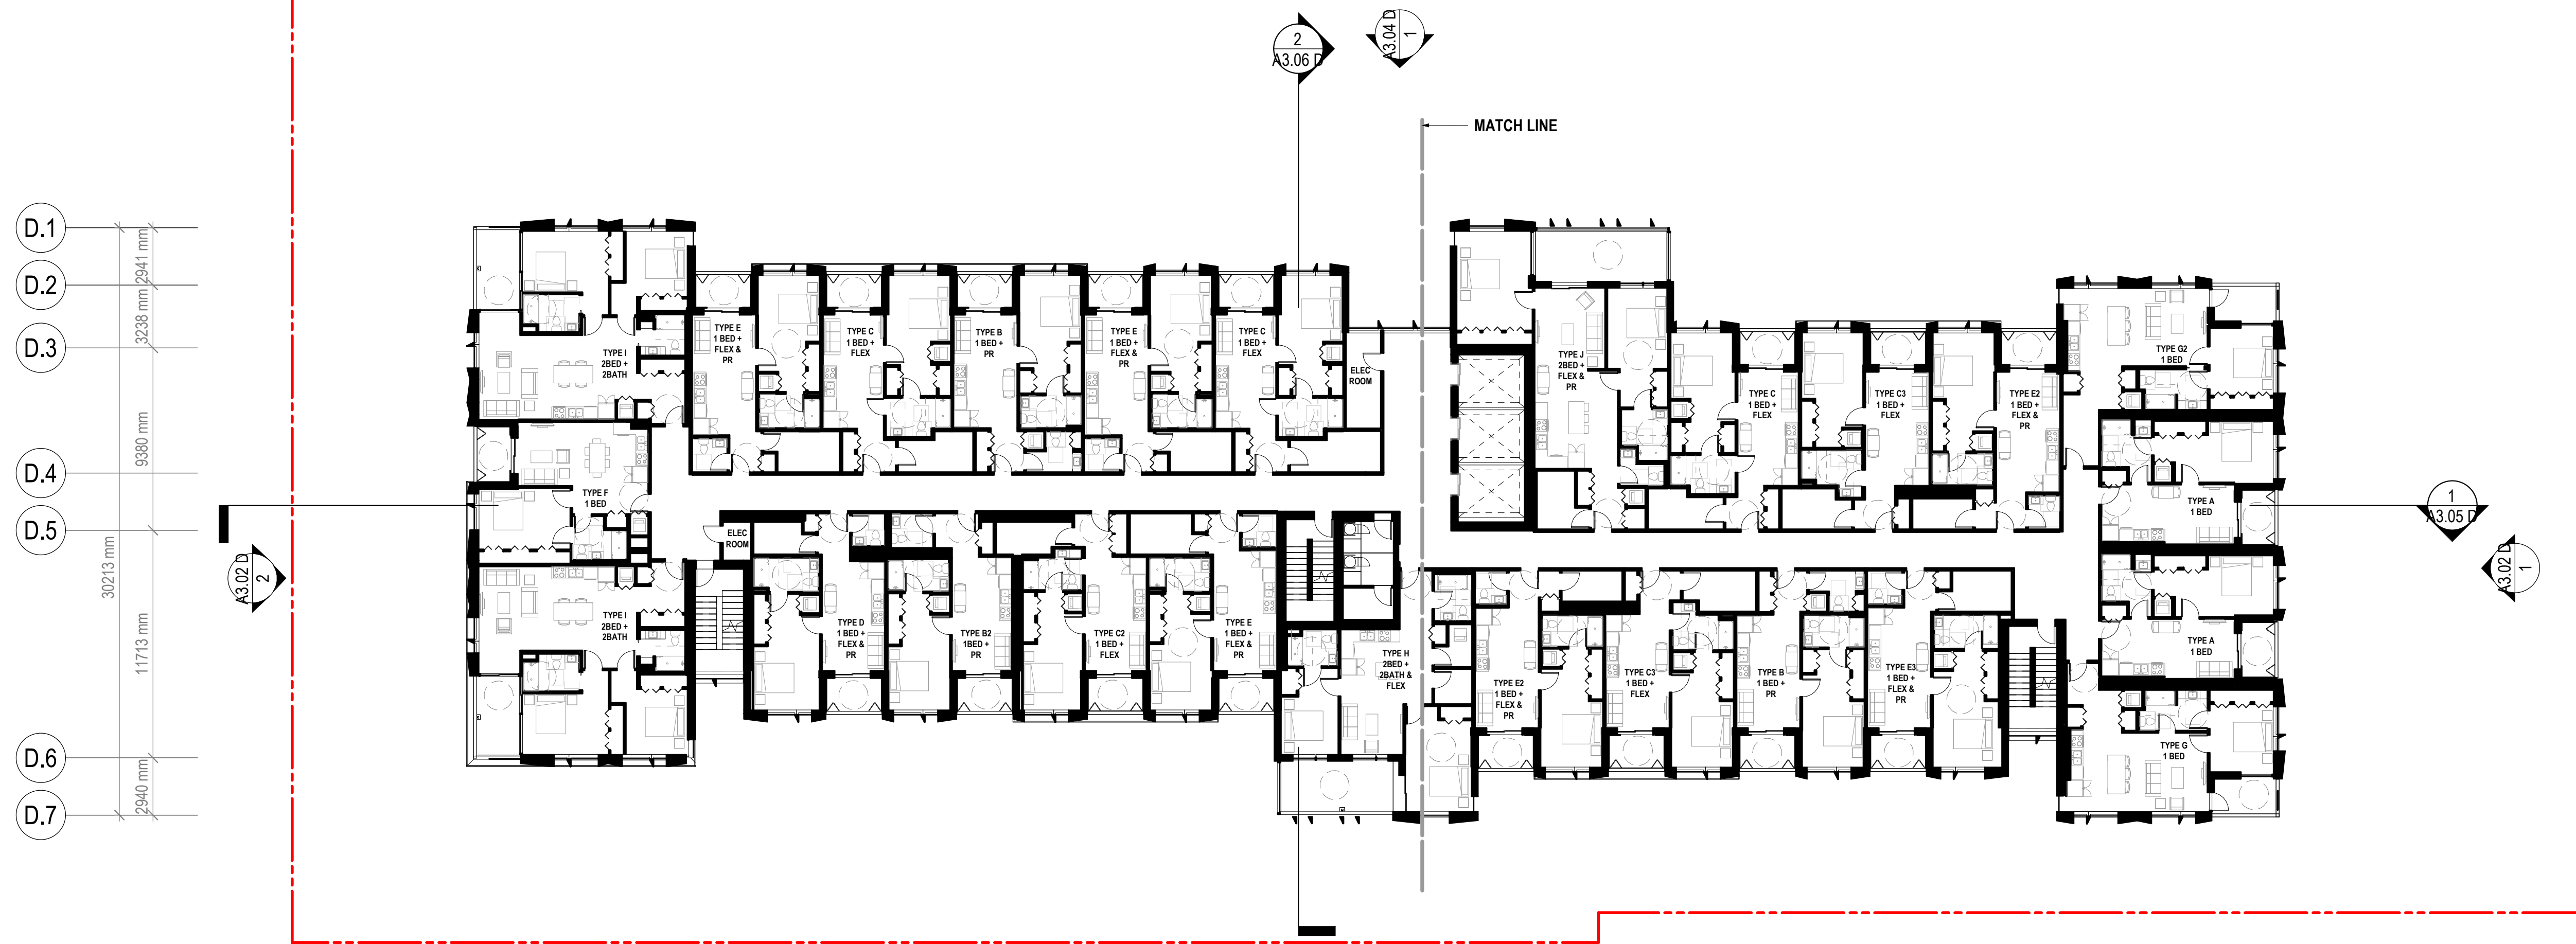 2
A3.06 D
A3.04 D
1
MATCH LINE
D.1
D.2
D.3
D.4
D.5
D.6
D.7
2941 mm
3238 mm
9380 mm
30213 mm
11713 mm
2940 mm
A3.02 D
2
1
A3.05 D
A3.02 D
1
TYPE I
2BED +
2BATH
TYPE E
1 BED +
FLEX &
PR
TYPE C
1 BED +
FLEX
TYPE B
1 BED +
PR
TYPE E
1 BED +
FLEX &
PR
TYPE C
1 BED +
FLEX
ELEC
ROOM
TYPE J
2BED +
FLEX &
PR
TYPE C
1 BED +
FLEX
TYPE C3
1 BED +
FLEX
TYPE E2
1 BED +
FLEX &
PR
TYPE G2
1 BED
TYPE F
1 BED
TYPE A
1 BED
ELEC
ROOM
TYPE I
2BED +
2BATH
TYPE D
1 BED +
FLEX &
PR
TYPE B2
1BED +
PR
TYPE C2
1 BED +
FLEX
TYPE E
1 BED +
FLEX &
PR
TYPE H
2BED +
2BATH &
FLEX
TYPE E2
1 BED +
FLEX &
PR
TYPE C3
1 BED +
FLEX
TYPE B
1 BED +
PR
TYPE E3
1 BED +
FLEX &
PR
TYPE A
1 BED
TYPE G
1 BED